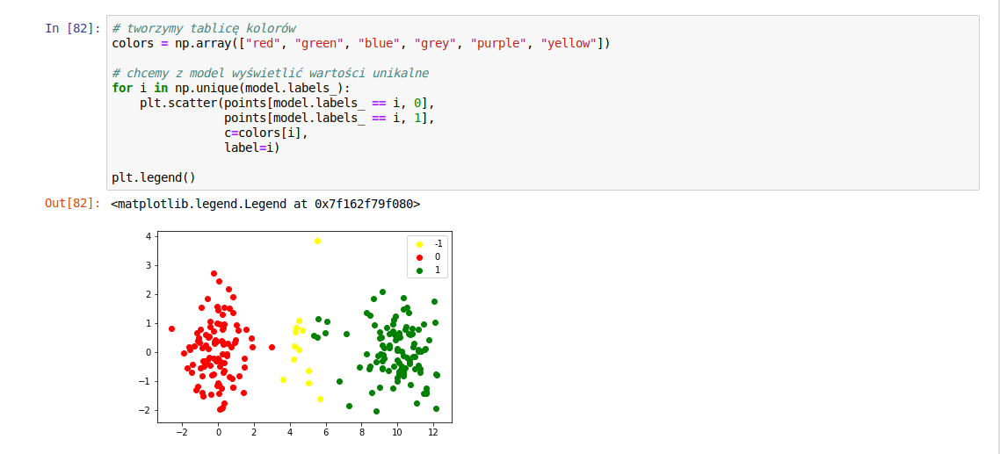 In [82]: # tworzymy tablicę kolorów
colors = np.array(["red", "green", "blue", "grey", "purple", "yellow"])
# chcemy z model wyświetlić wartości unikalne
for i in np.unique(model.labels_):
    plt.scatter(points[model.labels_ == i, 0],
                points[model.labels_ == i, 1],
                c=colors[i],
                label=i)
plt.legend()
Out[82]: <matplotlib.legend.Legend at 0x7f162f79f080>
4
3
2
1
0
−1
−2
−2 0 2 4 6 8 10 12
-1
0
1